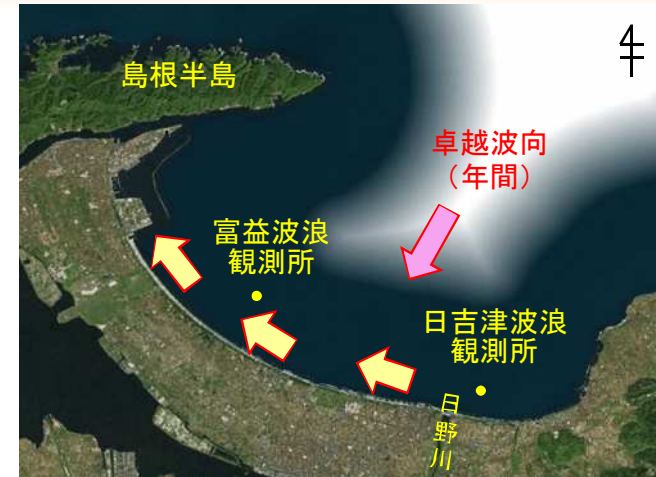 島根半島
卓越波向
（年間）
富益波浪
観測所
日吉津波浪
観測所
日野川